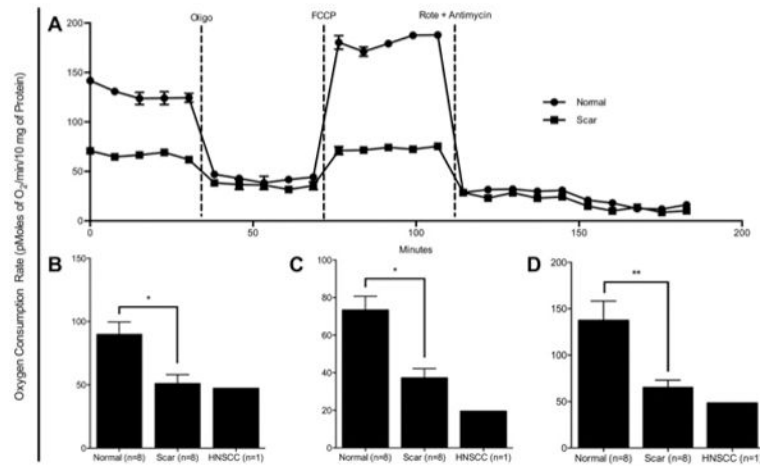 Oxygen Consumption Rate (pMoles of O₂/min/10 mg of Protein)
A
Oligo
FCCP
Rote + Antimycin
200
150
100
50
0
Normal
Scar
0
50
100
150
200
Minutes
B
150
100
50
0
*
Normal (n=8)
Scar (n=8)
HNSCC (n=1)
C
80
60
40
20
0
*
Normal (n=8)
Scar (n=8)
HNSCC (n=1)
D
200
150
100
50
0
**
Normal (n=8)
Scar (n=8)
HNSCC (n=1)